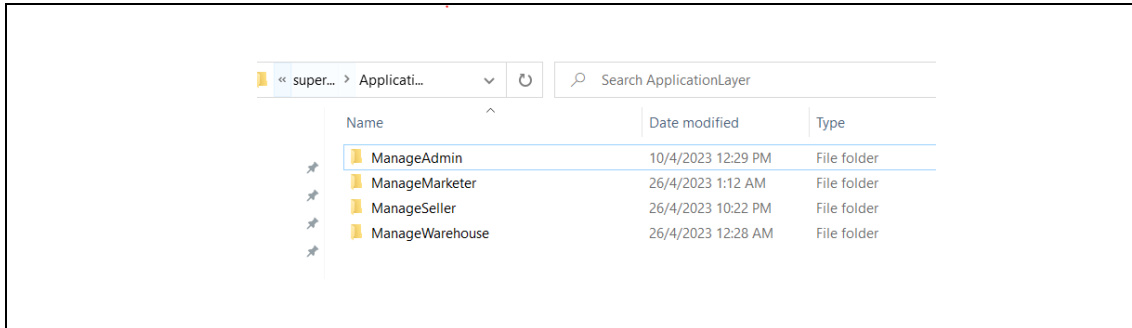 « super... > Applicati... Search ApplicationLayer
Name Date modified Type
ManageAdmin 10/4/2023 12:29 PM File folder
ManageMarketer 26/4/2023 1:12 AM File folder
ManageSeller 26/4/2023 10:22 PM File folder
ManageWarehouse 26/4/2023 12:28 AM File folder